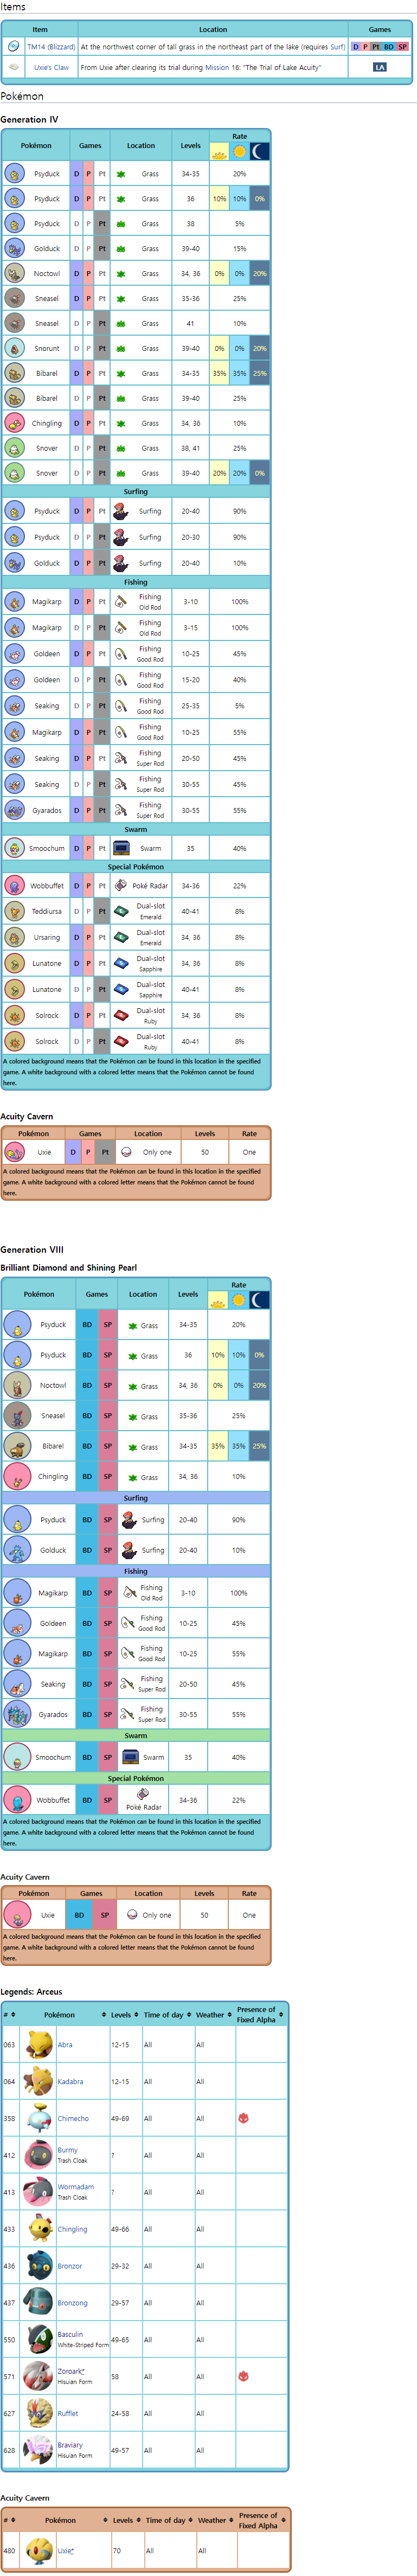 Items
Item Location Games
TM14 (Blizzard) At the northwest corner of tall grass in the northeast part of the lake (requires Surf) D P Pt BD SP
Uxie's Claw From Uxie after clearing its trial during Mission 16: "The Trial of Lake Acuity" LA
Pokémon
Generation IV
Pokémon Games Location Levels Rate
Psyduck D P Pt Grass 34-35 20%
Psyduck D P Pt Grass 36 10% 10% 0%
Psyduck D P Pt Grass 38 5%
Golduck D P Pt Grass 39-40 15%
Noctowl D P Pt Grass 34, 36 0% 0% 20%
Sneasel D P Pt Grass 35-36 25%
Sneasel D P Pt Grass 41 10%
Snorunt D P Pt Grass 39-40 0% 0% 20%
Bibarel D P Pt Grass 34-35 35% 35% 25%
Bibarel D P Pt Grass 39-40 25%
Chingling D P Pt Grass 34, 36 10%
Snover D P Pt Grass 38, 41 25%
Snover D P Pt Grass 39-40 20% 20% 0%
Surfing
Psyduck D P Pt Surfing 20-40 90%
Psyduck D P Pt Surfing 20-30 90%
Golduck D P Pt Surfing 20-40 10%
Fishing
Magikarp D P Pt Fishing Old Rod 3-10 100%
Magikarp D P Pt Fishing Old Rod 3-15 100%
Goldeen D P Pt Fishing Good Rod 10-25 45%
Goldeen D P Pt Fishing Good Rod 15-20 40%
Seaking D P Pt Fishing Good Rod 25-35 5%
Magikarp D P Pt Fishing Good Rod 10-25 55%
Seaking D P Pt Fishing Super Rod 20-50 45%
Seaking D P Pt Fishing Super Rod 30-55 45%
Gyarados D P Pt Fishing Super Rod 30-55 55%
Swarm
Smoochum D P Pt Swarm 35 40%
Special Pokémon
Wobbuffet D P Pt Poké Radar 34-36 22%
Teddiursa D P Pt Dual-slot Emerald 40-41 8%
Ursaring D P Pt Dual-slot Emerald 34, 36 8%
Lunatone D P Pt Dual-slot Sapphire 34, 36 8%
Lunatone D P Pt Dual-slot Sapphire 40-41 8%
Solrock D P Pt Dual-slot Ruby 34, 36 8%
Solrock D P Pt Dual-slot Ruby 40-41 8%
A colored background means that the Pokémon can be found in this location in the specified
game. A white background with a colored letter means that the Pokémon cannot be found
here.
Acuity Cavern
Pokémon Games Location Levels Rate
Uxie D P Pt Only one 50 One
A colored background means that the Pokémon can be found in this location in the specified
game. A white background with a colored letter means that the Pokémon cannot be found
here.
Generation VIII
Brilliant Diamond and Shining Pearl
Pokémon Games Location Levels Rate
Psyduck BD SP Grass 34-35 20%
Psyduck BD SP Grass 36 10% 10% 0%
Noctowl BD SP Grass 34, 36 0% 0% 20%
Sneasel BD SP Grass 35-36 25%
Bibarel BD SP Grass 34-35 35% 35% 25%
Chingling BD SP Grass 34, 36 10%
Surfing
Psyduck BD SP Surfing 20-40 90%
Golduck BD SP Surfing 20-40 10%
Fishing
Magikarp BD SP Fishing Old Rod 3-10 100%
Goldeen BD SP Fishing Good Rod 10-25 45%
Magikarp BD SP Fishing Good Rod 10-25 55%
Seaking BD SP Fishing Super Rod 20-50 45%
Gyarados BD SP Fishing Super Rod 30-55 55%
Swarm
Smoochum BD SP Swarm 35 40%
Special Pokémon
Wobbuffet BD SP Poké Radar 34-36 22%
A colored background means that the Pokémon can be found in this location in the specified
game. A white background with a colored letter means that the Pokémon cannot be found
here.
Acuity Cavern
Pokémon Games Location Levels Rate
Uxie BD SP Only one 50 One
A colored background means that the Pokémon can be found in this location in the specified
game. A white background with a colored letter means that the Pokémon cannot be found
here.
Legends: Arceus
# Pokémon Levels Time of day Weather Presence of Fixed Alpha
063 Abra 12-15 All All
064 Kadabra 12-15 All All
358 Chimecho 49-69 All All
412 Burmy Trash Cloak ? All All
413 Wormadam Trash Cloak ? All All
433 Chingling 49-66 All All
436 Bronzor 29-32 All All
437 Bronzong 29-57 All All
550 Basculin White-Striped Form 49-65 All All
571 Zoroark* Hisuian Form 58 All All
627 Rufflet 24-58 All All
628 Braviary Hisuian Form 49-57 All All
Acuity Cavern
# Pokémon Levels Time of day Weather Presence of Fixed Alpha
480 Uxie* 70 All All